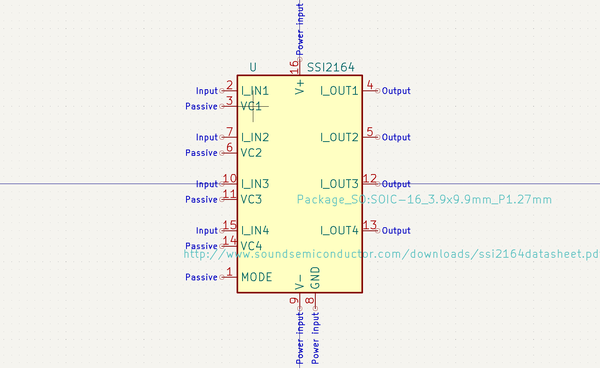 Power input
16
U SSI2164
V+
Input 2 I_IN1 I_OUT1 4 Output
Passive 3 VC1
Input 7 I_IN2 I_OUT2 5 Output
Passive 6 VC2
Input 10 I_IN3 I_OUT3 12 Output
Passive 11 VC3 Package_SO:SOIC-16_3.9x9.9mm_P1.27mm
Input 15 I_IN4 I_OUT4 13 Output
Passive 14 VC4
http://www.soundsemiconductor.com/downloads/ssi2164datasheet.pd
Passive 1 MODE
V- GND
9 8
Power input Power input